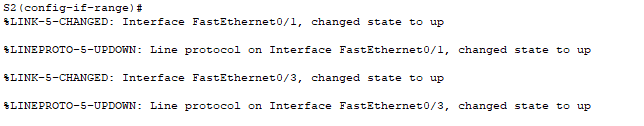 S2(config-if-range)#
%LINK-5-CHANGED: Interface FastEthernet0/1, changed state to up
%LINEPROTO-5-UPDOWN: Line protocol on Interface FastEthernet0/1, changed state to up
%LINK-5-CHANGED: Interface FastEthernet0/3, changed state to up
%LINEPROTO-5-UPDOWN: Line protocol on Interface FastEthernet0/3, changed state to up